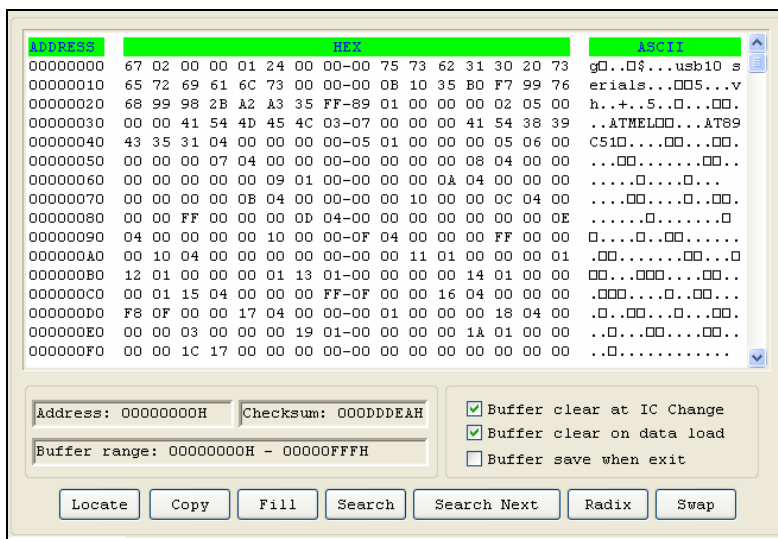 ADDRESS HEX ASCII
00000000 67 02 00 00 01 24 00 00-00 75 73 62 31 30 20 73 g□..□$...usb10 s
00000010 65 72 69 61 6C 73 00 00-00 0B 10 35 B0 F7 99 76 erials...□□5...v
00000020 68 99 98 2B A2 A3 35 FF-89 01 00 00 00 02 05 00 h..+..5..□...□□.
00000030 00 00 41 54 4D 45 4C 03-07 00 00 00 41 54 38 39 ..ATMEL□□...AT89
00000040 43 35 31 04 00 00 00 00-05 01 00 00 00 05 06 00 C51□....□□...□□.
00000050 00 00 00 07 04 00 00 00-00 00 00 00 08 04 00 00 ...□□.......□□..
00000060 00 00 00 00 00 09 01 00-00 00 00 0A 04 00 00 00 .....□....□...
00000070 00 00 00 00 0B 04 00 00-00 10 00 00 00 0C 04 00 ....□□...□...□□.
00000080 00 00 FF 00 00 00 0D 04-00 00 00 00 00 00 00 0E ......□.......□
00000090 04 00 00 00 00 10 00 00-0F 04 00 00 00 FF 00 00 □....□..□□......
000000A0 00 10 04 00 00 00 00 00-00 00 00 11 01 00 00 00 01 .□□.......□□...□
000000B0 12 01 00 00 00 01 13 01-00 00 00 00 14 01 00 00 □□...□□□....□□..
000000C0 00 01 15 04 00 00 00 FF-0F 00 00 16 04 00 00 00 .□□□....□..□□...
000000D0 F8 0F 00 00 17 04 00 00-00 01 00 00 00 18 04 00 .□..□□...□...□□.
000000E0 00 00 03 00 00 00 19 01-00 00 00 00 1A 01 00 00 ..□...□□....□□..
000000F0 00 00 1C 17 00 00 00 00-00 00 00 00 00 00 00 00 ..□.............
Address: 00000000H Checksum: 000DDDEAH
Buffer range: 00000000H - 00000FFFH
Buffer clear at IC Change
Buffer clear on data load
Buffer save when exit
Locate Copy Fill Search Search Next Radix Swap